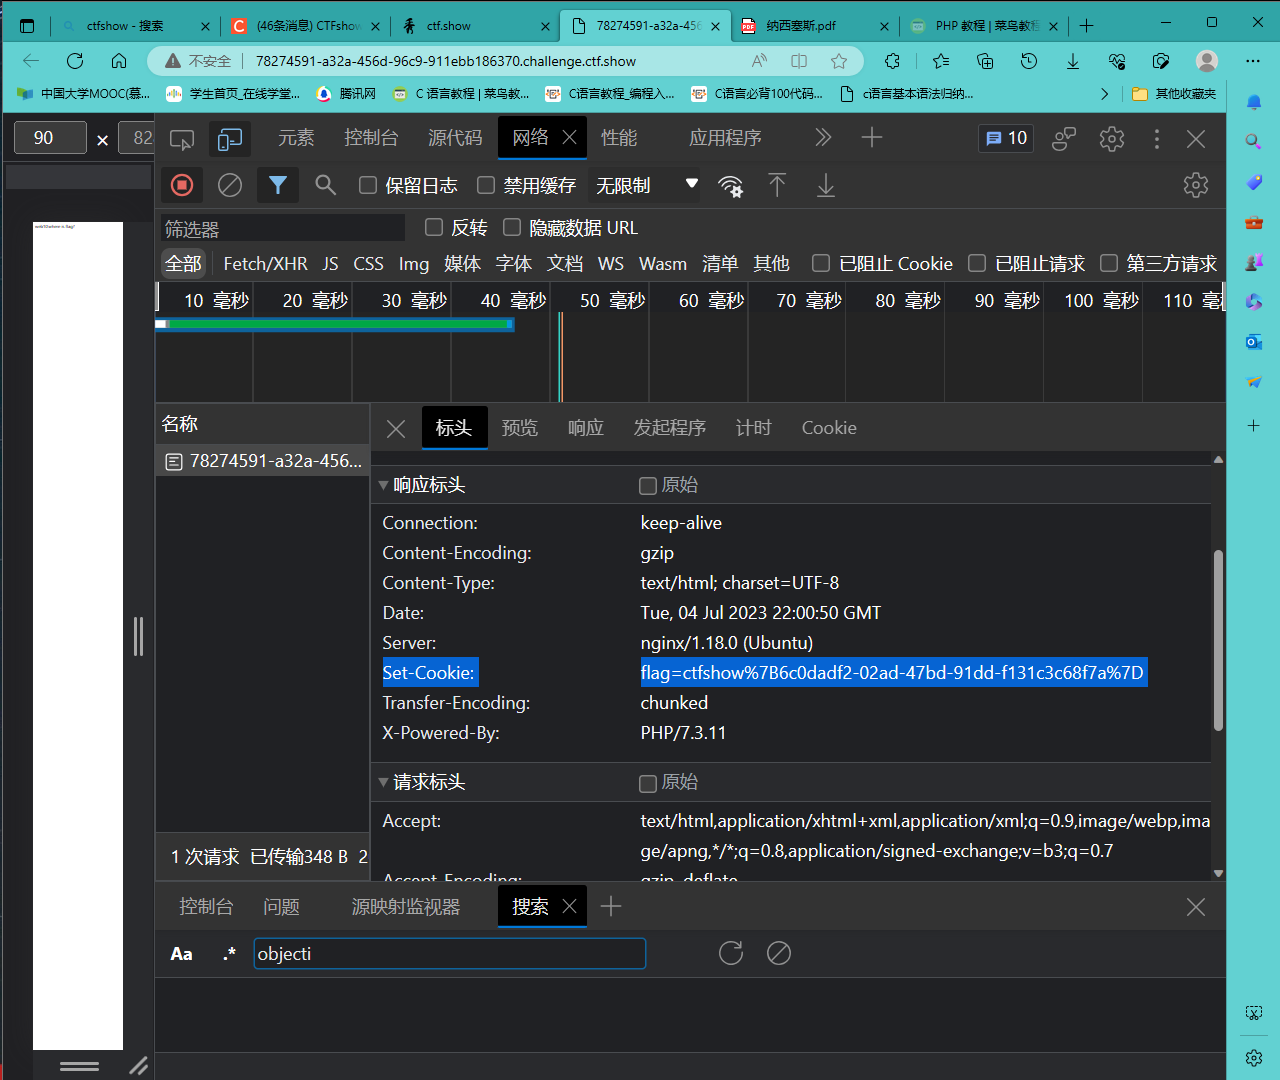 ctfshow - 搜索
(46条消息) CTFshow
ctf.show
78274591-a32a-456
纳西塞斯.pdf
PHP 教程 | 菜鸟教程
不安全
78274591-a32a-456d-96c9-911ebb186370.challenge.ctf.show
中国大学MOOC(慕...
学生首页_在线学堂...
腾讯网
C 语言教程 | 菜鸟教...
C语言教程_编程入...
C语言必背100代码...
c语言基本语法归纳...
其他收藏夹
90
×
82
元素
控制台
源代码
网络
性能
应用程序
10
保留日志
禁用缓存
无限制
筛选器
反转
隐藏数据 URL
全部
Fetch/XHR
JS
CSS
Img
媒体
字体
文档
WS
Wasm
清单
其他
已阻止 Cookie
已阻止请求
第三方请求
10 毫秒
20 毫秒
30 毫秒
40 毫秒
50 毫秒
60 毫秒
70 毫秒
80 毫秒
90 毫秒
100 毫秒
110 毫
where is flag?
名称
78274591-a32a-456...
标头
预览
响应
发起程序
计时
Cookie
响应标头
原始
Connection: keep-alive
Content-Encoding: gzip
Content-Type: text/html; charset=UTF-8
Date: Tue, 04 Jul 2023 22:00:50 GMT
Server: nginx/1.18.0 (Ubuntu)
Set-Cookie: flag=ctfshow%7B6c0dadf2-02ad-47bd-91dd-f131c3c68f7a%7D
Transfer-Encoding: chunked
X-Powered-By: PHP/7.3.11
请求标头
原始
Accept: text/html,application/xhtml+xml,application/xml;q=0.9,image/webp,ima
ge/apng,*/*;q=0.8,application/signed-exchange;v=b3;q=0.7
Accept-Encoding: gzip, deflate
1 次请求
已传输348 B
2
控制台
问题
源映射监视器
搜索
Aa
.*
objecti